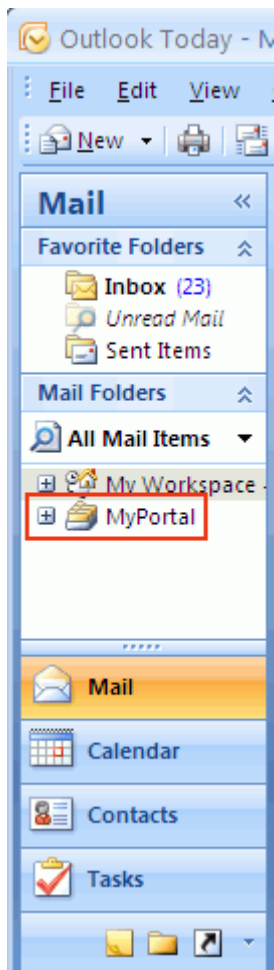 Outlook Today - M
File Edit View
New
Mail
Favorite Folders
Inbox (23)
Unread Mail
Sent Items
Mail Folders
All Mail Items
My Workspace -
MyPortal
Mail
Calendar
Contacts
Tasks